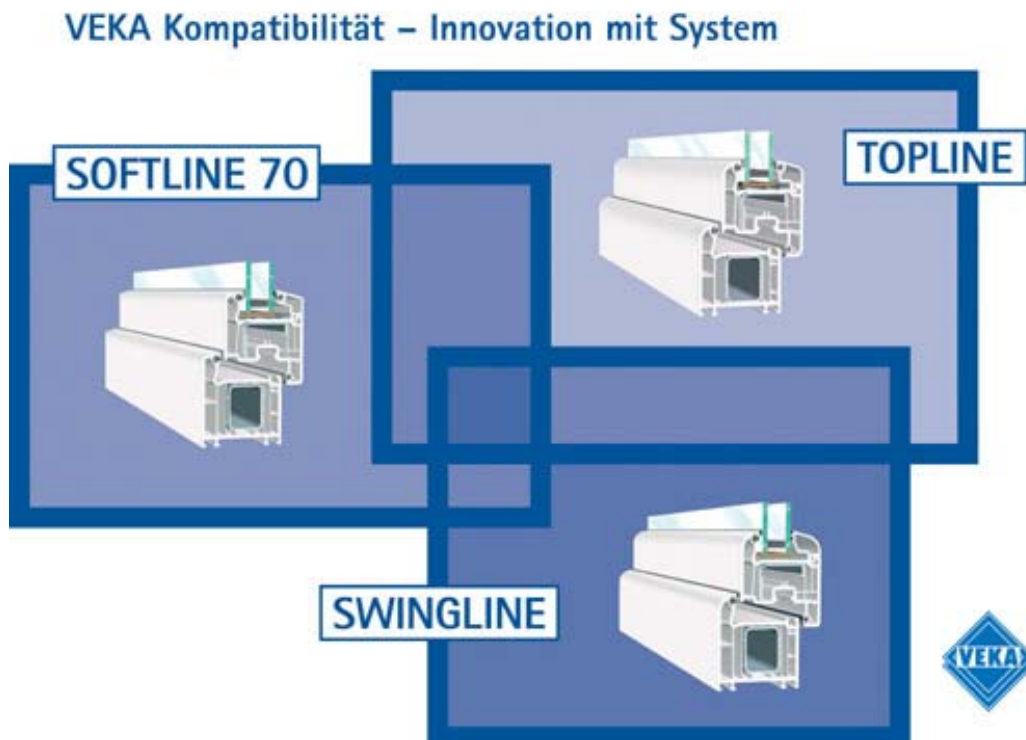 VEKA Kompatibilität – Innovation mit System
TOPLINE
SOFTLINE 70
SWINGLINE
VEKA